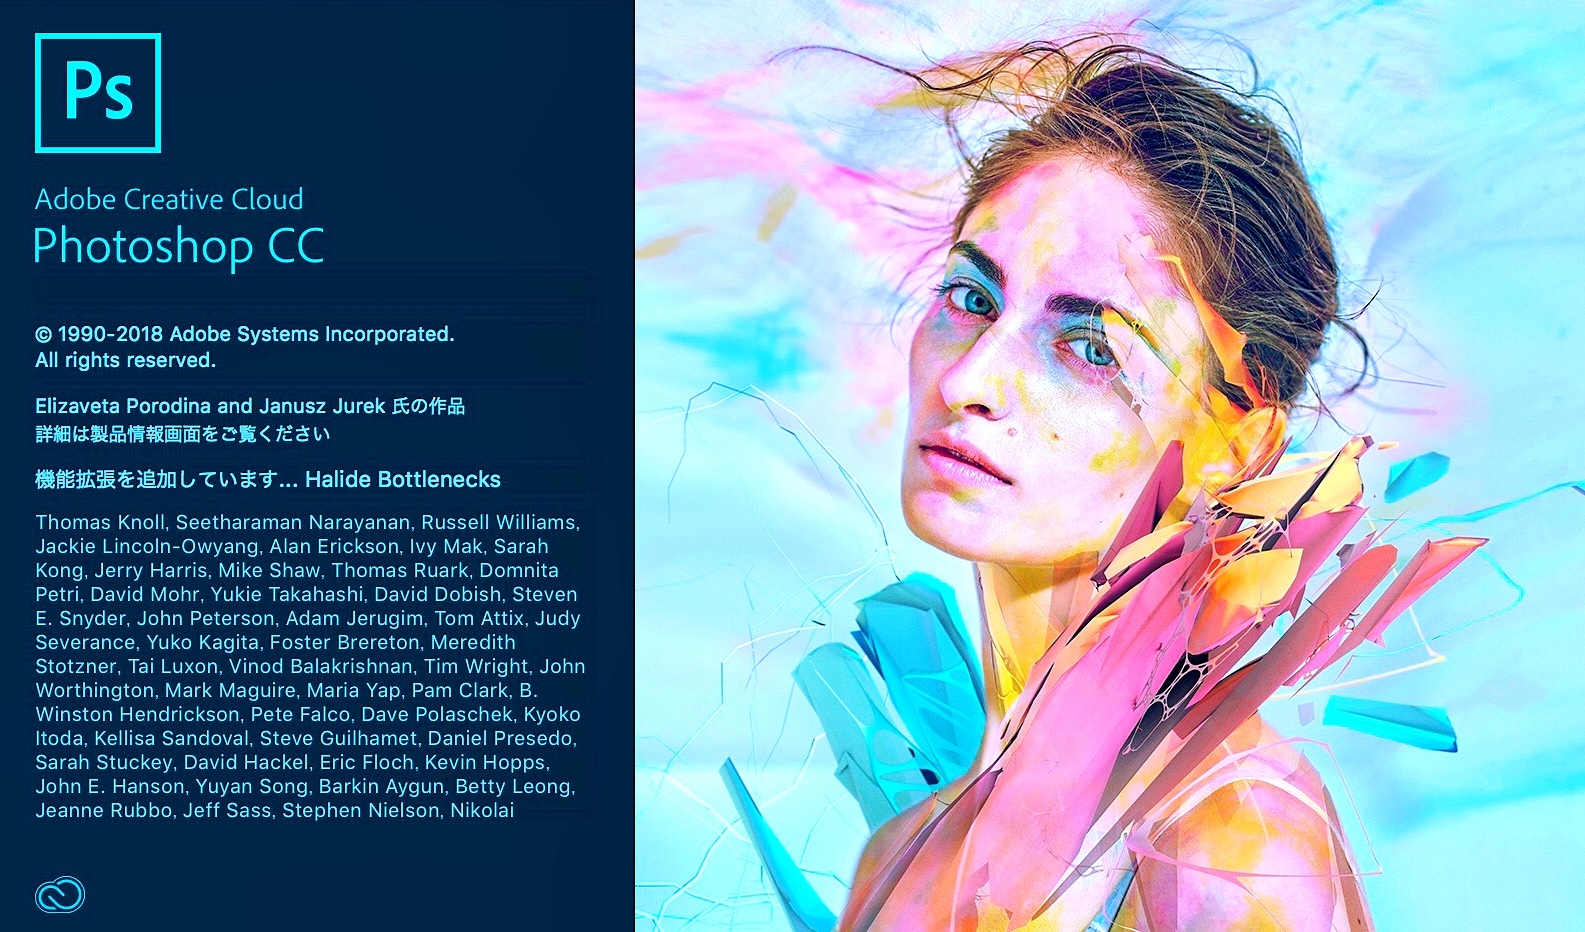 Ps
Adobe Creative Cloud
Photoshop CC
© 1990-2018 Adobe Systems Incorporated.
All rights reserved.
Elizaveta Porodina and Janusz Jurek 氏の作品
詳細は製品情報画面をご覧ください
機能拡張を追加しています... Halide Bottlenecks
Thomas Knoll, Seetharaman Narayanan, Russell Williams,
Jackie Lincoln-Owyang, Alan Erickson, Ivy Mak, Sarah
Kong, Jerry Harris, Mike Shaw, Thomas Ruark, Domnita
Petri, David Mohr, Yukie Takahashi, David Dobish, Steven
E. Snyder, John Peterson, Adam Jerugim, Tom Attix, Judy
Severance, Yuko Kagita, Foster Brereton, Meredith
Stotzner, Tai Luxon, Vinod Balakrishnan, Tim Wright, John
Worthington, Mark Maguire, Maria Yap, Pam Clark, B.
Winston Hendrickson, Pete Falco, Dave Polaschek, Kyoko
Itoda, Kellisa Sandoval, Steve Guilhamet, Daniel Presedo,
Sarah Stuckey, David Hackel, Eric Floch, Kevin Hopps,
John E. Hanson, Yuyan Song, Barkin Aygun, Betty Leong,
Jeanne Rubbo, Jeff Sass, Stephen Nielson, Nikolai